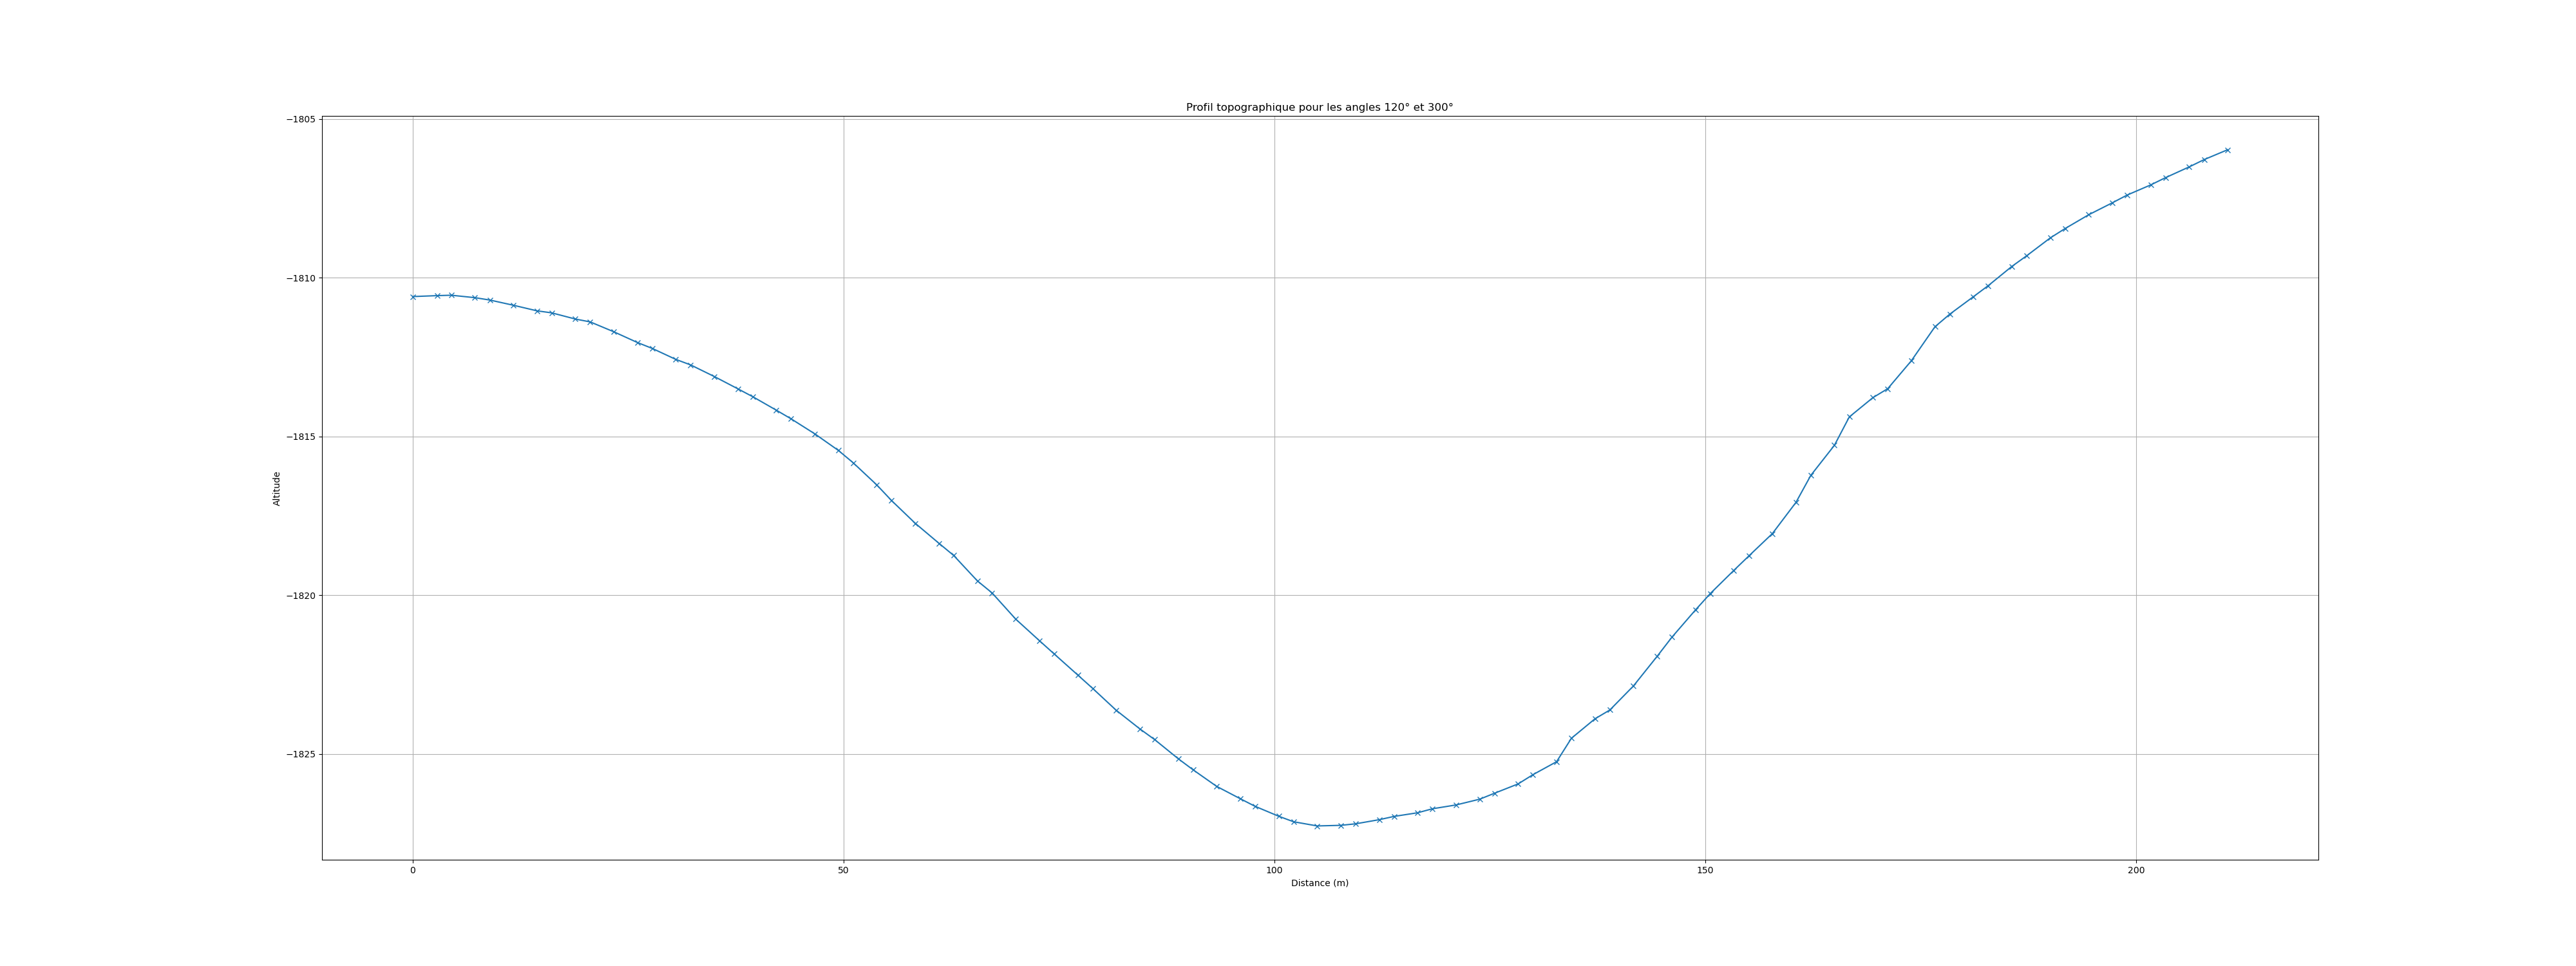 Profil topographique pour les angles 120° et 300°
−1805
−1810
−1815
−1820
−1825
Altitude
0 50 100 150 200
Distance (m)